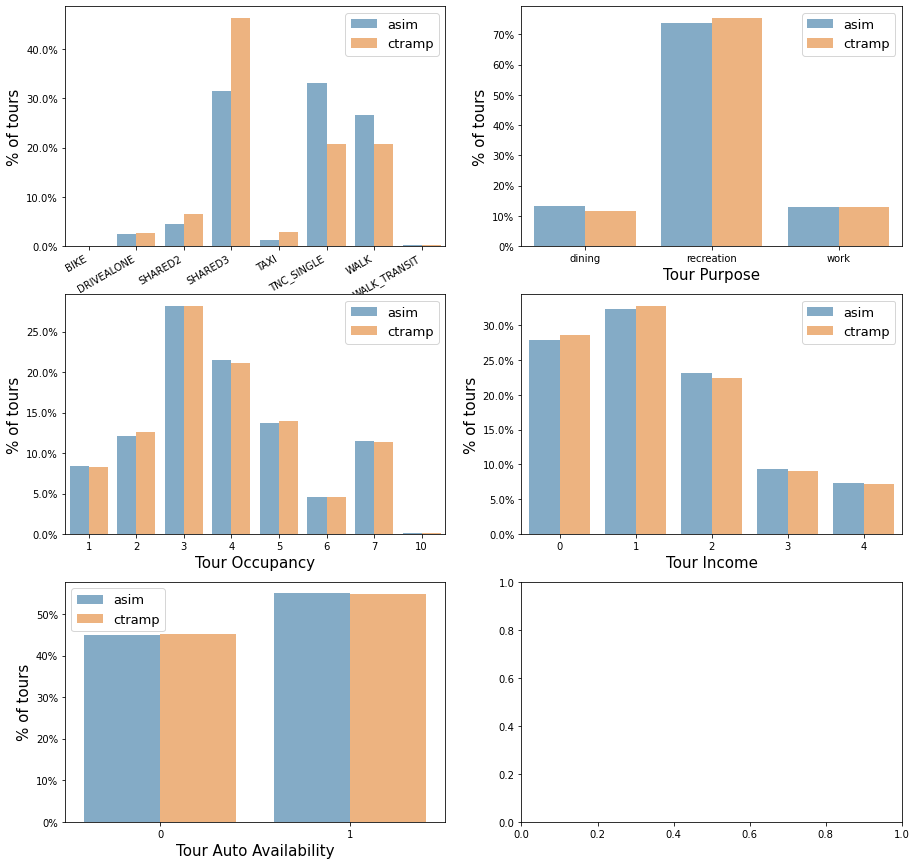 % of tours
40.0%
30.0%
20.0%
10.0%
0.0%
asim
ctramp
BIKE
DRIVEALONE
SHARED2
SHARED3
TAXI
TNC_SINGLE
WALK
WALK_TRANSIT
% of tours
70%
60%
50%
40%
30%
20%
10%
0%
asim
ctramp
dining recreation work
Tour Purpose
% of tours
25.0%
20.0%
15.0%
10.0%
5.0%
0.0%
asim
ctramp
1 2 3 4 5 6 7 10
Tour Occupancy
% of tours
30.0%
25.0%
20.0%
15.0%
10.0%
5.0%
0.0%
asim
ctramp
0 1 2 3 4
Tour Income
% of tours
50%
40%
30%
20%
10%
0%
asim
ctramp
0 1
Tour Auto Availability
1.0
0.8
0.6
0.4
0.2
0.0
0.0 0.2 0.4 0.6 0.8 1.0